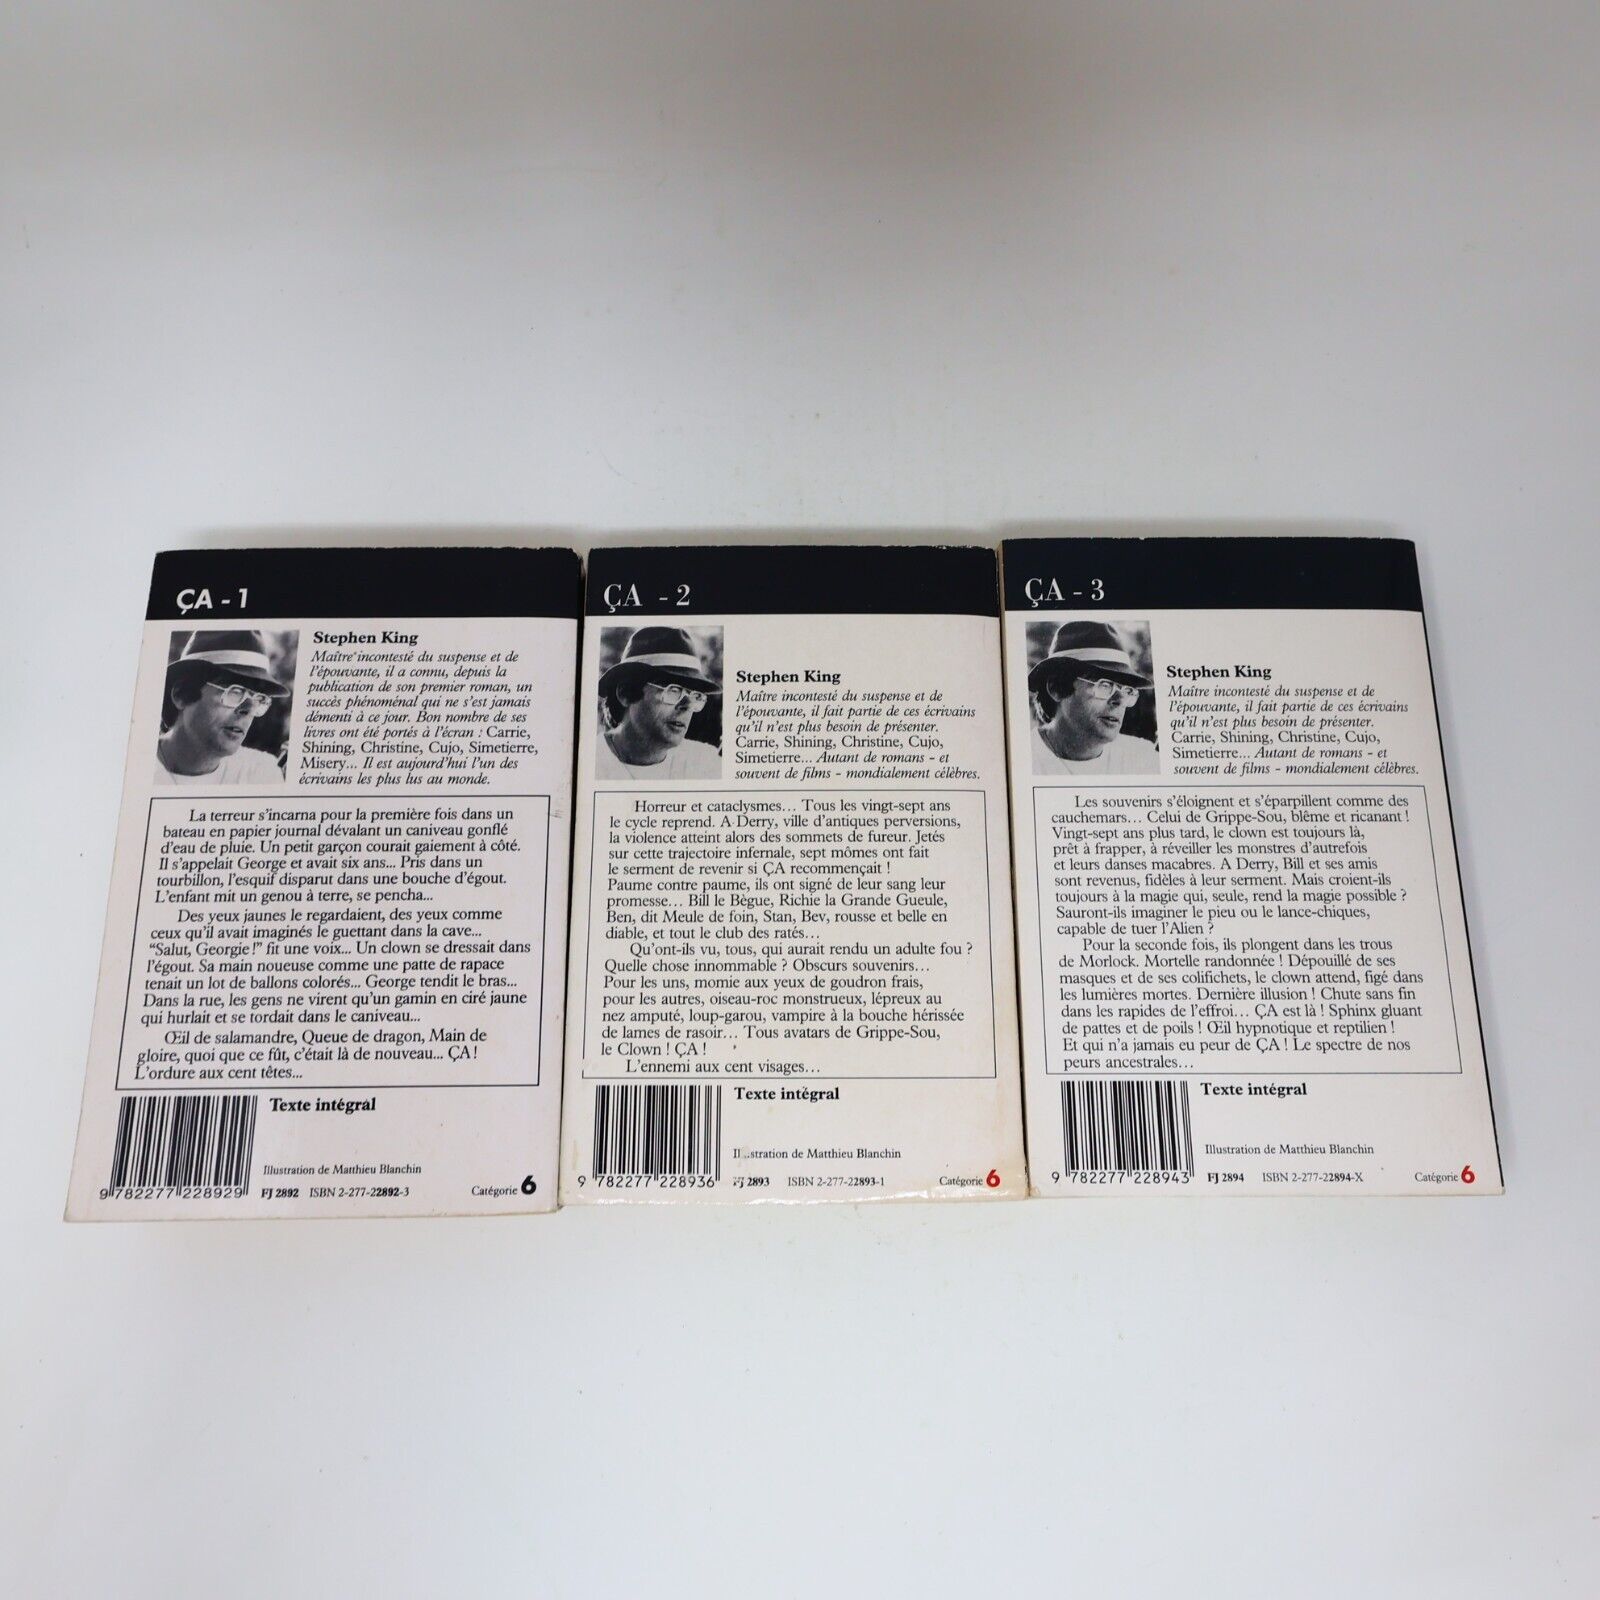 ÇA - 1
Stephen King
Maître incontesté du suspense et de
l'épouvante, il a connu, depuis la
publication de son premier roman, un
succès phénoménal qui ne s'est jamais
démenti à ce jour. Bon nombre de ses
livres ont été portés à l'écran : Carrie,
Shining, Christine, Cujo, Simetierre,
Misery... Il est aujourd'hui l'un des
écrivains les plus lus au monde.
La terreur s'incarna pour la première fois dans un
bateau en papier journal dévalant un caniveau gonflé
d'eau de pluie. Un petit garçon courait gaiement à côté.
Il s'appelait George et avait six ans... Pris dans un
tourbillon, l'esquif disparut dans une bouche d'égout.
L'enfant mit un genou à terre, se pencha...
Des yeux jaunes le regardaient, des yeux comme
ceux qu'il avait imaginés le guettant dans la cave...
“Salut, Georgie !” fit une voix... Un clown se dressait dans
l'égout. Sa main noueuse comme une patte de rapace
tenait un lot de ballons colorés... George tendit le bras...
Dans la rue, les gens ne virent qu'un gamin en ciré jaune
qui hurlait et se tordait dans le caniveau...
Œil de salamandre, Queue de dragon, Main de
gloire, quoi que ce fût, c'était là de nouveau... ÇA !
L'ordure aux cent têtes...
Texte intégral
Illustration de Matthieu Blanchin
9 782277 228929
FJ 2892 ISBN 2-277-22892-3
Catégorie 6
ÇA - 2
Stephen King
Maître incontesté du suspense et de
l'épouvante, il fait partie de ces écrivains
qu'il n'est plus besoin de présenter.
Carrie, Shining, Christine, Cujo,
Simetierre... Autant de romans - et
souvent de films - mondialement célèbres.
Horreur et cataclysmes... Tous les vingt-sept ans
le cycle reprend. A Derry, ville d'antiques perversions,
la violence atteint alors des sommets de fureur. Jetés
sur cette trajectoire infernale, sept mômes ont fait
le serment de revenir si ÇA recommençait !
Paume contre paume, ils ont signé de leur sang leur
promesse... Bill le Bègue, Richie la Grande Gueule,
Ben, dit Meule de foin, Stan, Bev, rousse et belle en
diable, et tout le club des ratés...
Qu'ont-ils vu, tous, qui aurait rendu un adulte fou ?
Quelle chose innommable ? Obscurs souvenirs...
Pour les uns, momie aux yeux de goudron frais,
pour les autres, oiseau-roc monstrueux, lépreux au
nez amputé, loup-garou, vampire à la bouche hérissée
de lames de rasoir... Tous avatars de Grippe-Sou,
le Clown ! ÇA !
L'ennemi aux cent visages...
Texte intégral
Illustration de Matthieu Blanchin
9 782277 228936
FJ 2893 ISBN 2-277-22893-1
Catégorie 6
ÇA - 3
Stephen King
Maître incontesté du suspense et de
l'épouvante, il fait partie de ces écrivains
qu'il n'est plus besoin de présenter.
Carrie, Shining, Christine, Cujo,
Simetierre... Autant de romans - et
souvent de films - mondialement célèbres.
Les souvenirs s'éloignent et s'éparpillent comme des
cauchemars... Celui de Grippe-Sou, blême et ricanant !
Vingt-sept ans plus tard, le clown est toujours là,
prêt à frapper, à réveiller les monstres d'autrefois
et leurs danses macabres. A Derry, Bill et ses amis
sont revenus, fidèles à leur serment. Mais croient-ils
toujours à la magie qui, seule, rend la magie possible ?
Sauront-ils imaginer le pieu ou le lance-chiques,
capable de tuer l'Alien ?
Pour la seconde fois, ils plongent dans les trous
de Morlock. Mortelle randonnée ! Dépouillé de ses
masques et de ses colifichets, le clown attend, figé dans
les lumières mortes. Dernière illusion ! Chute sans fin
dans les rapides de l'effroi... ÇA est là ! Sphinx gluant
de pattes et de poils ! Œil hypnotique et reptilien !
Et qui n'a jamais eu peur de ÇA ! Le spectre de nos
peurs ancestrales...
Texte intégral
Illustration de Matthieu Blanchin
9 782277 228943
FJ 2894 ISBN 2-277-22894-X
Catégorie 6